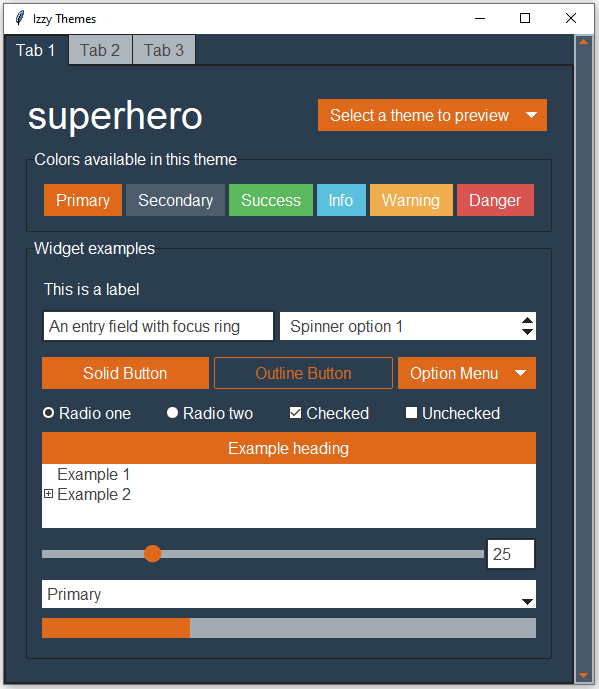 Izzy Themes
Tab 1 Tab 2 Tab 3
superhero
Select a theme to preview
Colors available in this theme
Primary Secondary Success Info Warning Danger
Widget examples
This is a label
An entry field with focus ring Spinner option 1
Solid Button Outline Button Option Menu
Radio one Radio two Checked Unchecked
Example heading
Example 1
Example 2
25
Primary